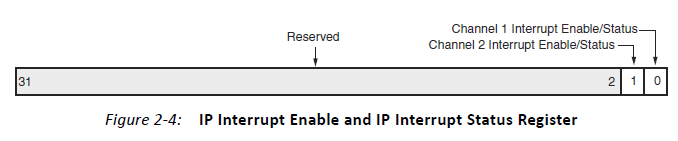 Channel 1 Interrupt Enable/Status
Reserved
Channel 2 Interrupt Enable/Status
31 2 1 0
Figure 2-4: IP Interrupt Enable and IP Interrupt Status Register